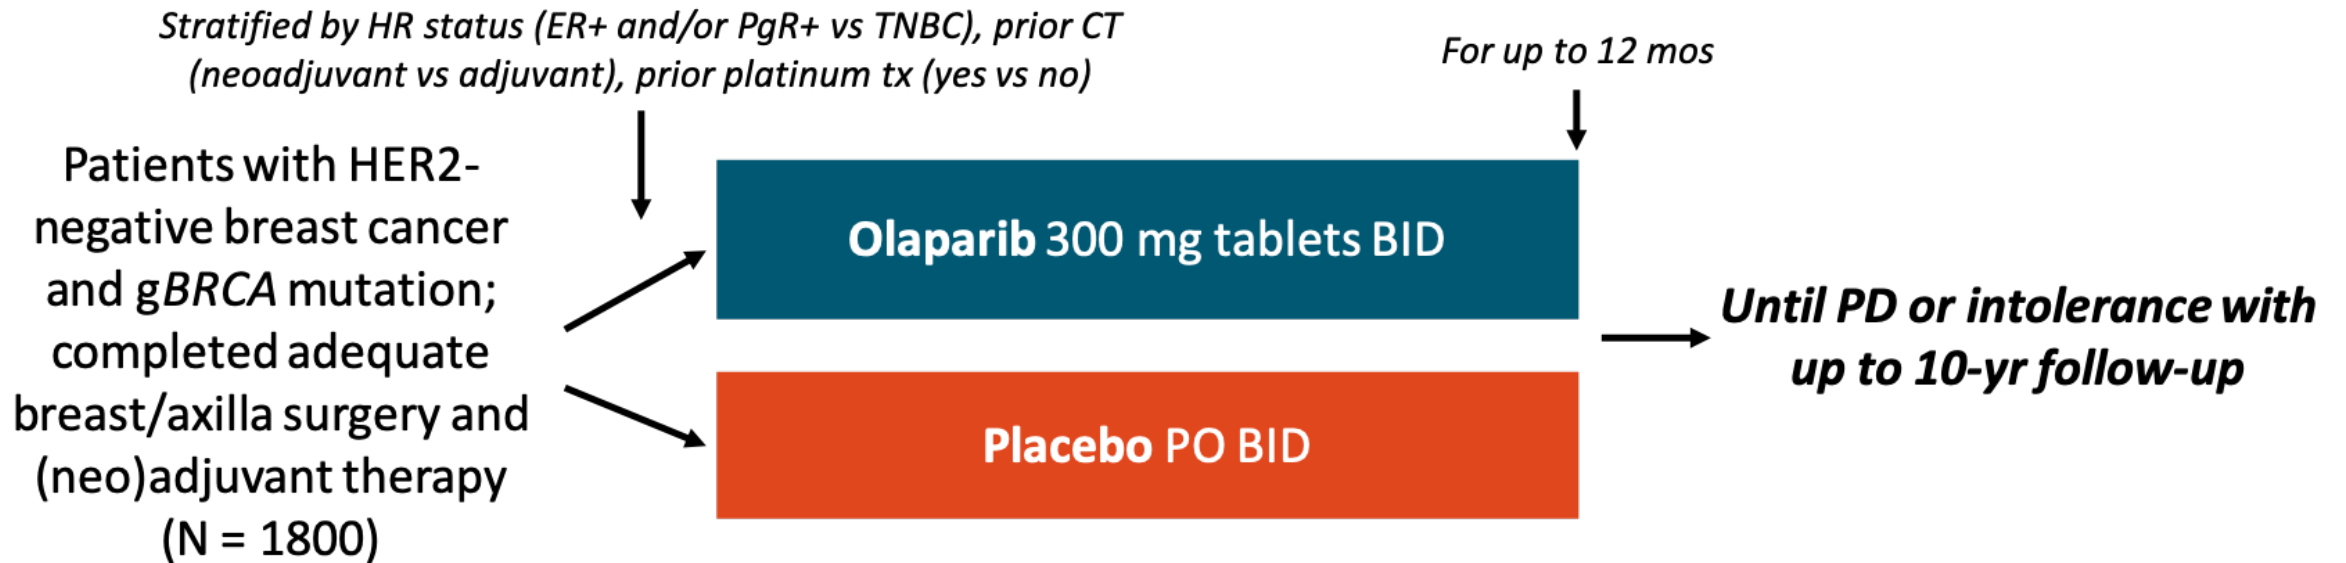 Stratified by HR status (ER+ and/or PgR+ vs TNBC), prior CT
(neoadjuvant vs adjuvant), prior platinum tx (yes vs no)
For up to 12 mos
Patients with HER2-
negative breast cancer
and gBRCA mutation;
completed adequate
breast/axilla surgery and
(neo)adjuvant therapy
(N = 1800)
Olaparib 300 mg tablets BID
Placebo PO BID
Until PD or intolerance with
up to 10-yr follow-up